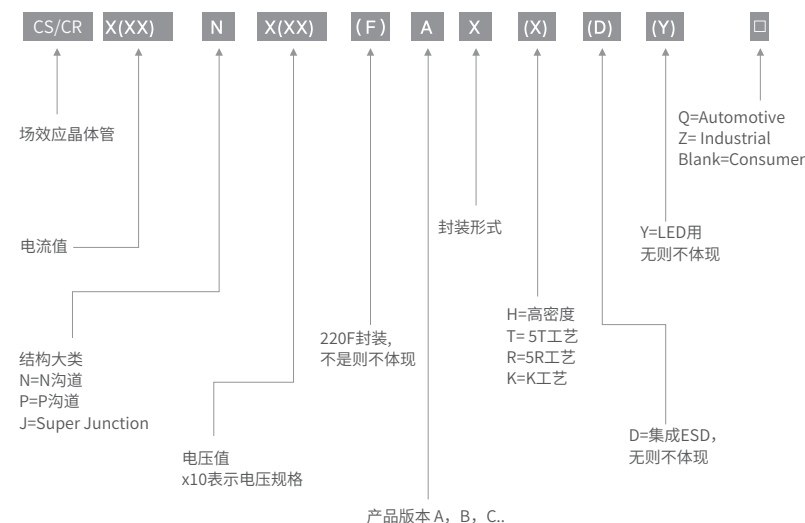 CS/CR X(XX) N X(XX) (F) A X (X) (D) (Y) □
Q=Automotive
Z= Industrial
Blank=Consumer
场效应晶体管
封装形式
Y=LED用
无则不体现
电流值
H=高密度
T= 5T工艺
R=5R工艺
K=K工艺
220F封装,
不是则不体现
结构大类
N=N沟道
P=P沟道
J=Super Junction
D=集成ESD，
无则不体现
电压值
x10表示电压规格
产品版本 A，B，C..